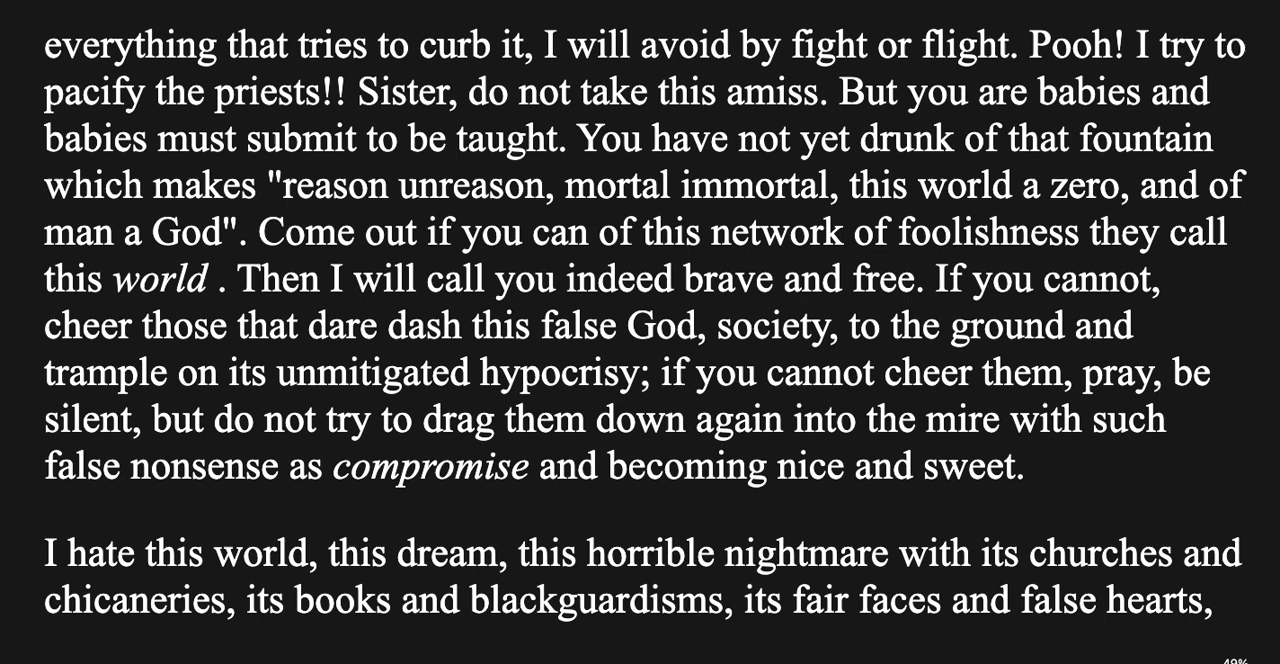 everything that tries to curb it, I will avoid by fight or flight. Pooh! I try to
pacify the priests!! Sister, do not take this amiss. But you are babies and
babies must submit to be taught. You have not yet drunk of that fountain
which makes "reason unreason, mortal immortal, this world a zero, and of
man a God". Come out if you can of this network of foolishness they call
this world . Then I will call you indeed brave and free. If you cannot,
cheer those that dare dash this false God, society, to the ground and
trample on its unmitigated hypocrisy; if you cannot cheer them, pray, be
silent, but do not try to drag them down again into the mire with such
false nonsense as compromise and becoming nice and sweet.
I hate this world, this dream, this horrible nightmare with its churches and
chicaneries, its books and blackguardisms, its fair faces and false hearts,